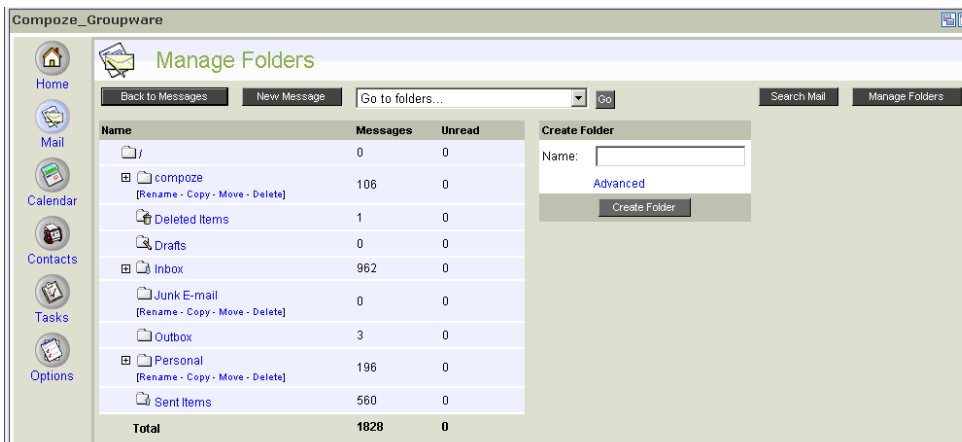 Compoze_Groupware
Home
Mail
Calendar
Contacts
Tasks
Options
Manage Folders
Back to Messages New Message Go to folders... Go Search Mail Manage Folders
Name Messages Unread
/ 0 0
compoze 106 0
[Rename - Copy - Move - Delete]
Deleted Items 1 0
Drafts 0 0
Inbox 962 0
Junk E-mail 0 0
[Rename - Copy - Move - Delete]
Outbox 3 0
Personal 196 0
[Rename - Copy - Move - Delete]
Sent Items 560 0
Total 1828 0
Create Folder
Name:
Advanced
Create Folder